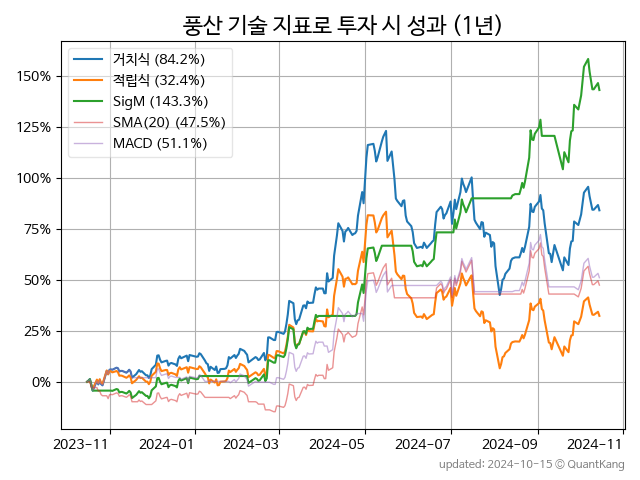 풍산 기술 지표로 투자 시 성과 (1년)
거치식 (84.2%)
적립식 (32.4%)
SigM (143.3%)
SMA(20) (47.5%)
MACD (51.1%)
150%
125%
100%
75%
50%
25%
0%
2023-11 2024-01 2024-03 2024-05 2024-07 2024-09 2024-11
updated: 2024-10-15 © QuantKang